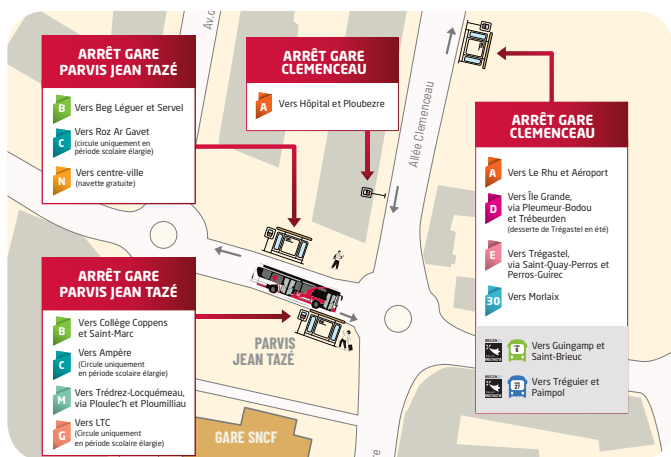 ARRÊT GARE
PARVIS JEAN TAZÉ
B Vers Beg Léguer et Servel
C Vers Roz Ar Gavet
(circule uniquement en
période scolaire élargie)
N Vers centre-ville
(navette gratuite)
Av.d
ARRÊT GARE
CLEMENCEAU
A Vers Hôpital et Ploubezre
Allée Clemenceau
ARRÊT GARE
CLEMENCEAU
A Vers Le Rhu et Aéroport
D Vers Île Grande,
via Pleumeur-Bodou
et Trébeurden
(desserte de Trégastel en été)
E Vers Trégastel,
via Saint-Quay-Perros et
Perros-Guirec
30 Vers Morlaix
BREIZHGO
BRETAGNE
Vers Guingamp et
Saint-Brieuc
BREIZHGO
BRETAGNE
27
Vers Tréguier et
Paimpol
ARRÊT GARE
PARVIS JEAN TAZÉ
B Vers Collège Coppens
et Saint-Marc
C Vers Ampère
(Circule uniquement
en période scolaire élargie)
M Vers Trédrez-Locquémeau,
via Ploulec'h et Ploumilliau
G Vers LTC
(Circule uniquement
en période scolaire élargie)
PARVIS
JEAN TAZÉ
GARE SNCF
re